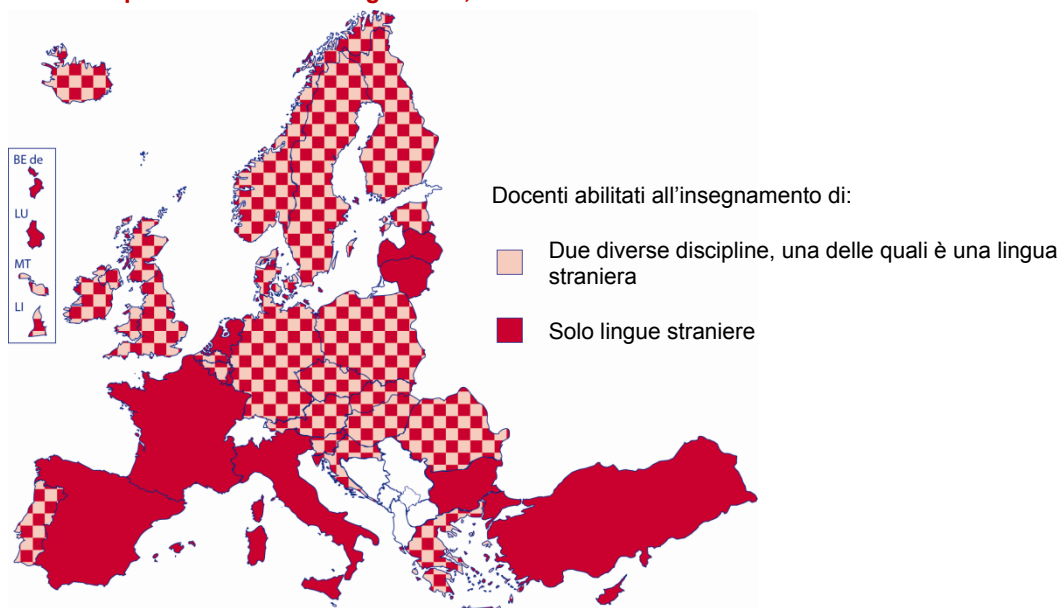 BE de
LU
MT
LI
Docenti abilitati all’insegnamento di:
Due diverse discipline, una delle quali è una lingua
straniera
Solo lingue straniere